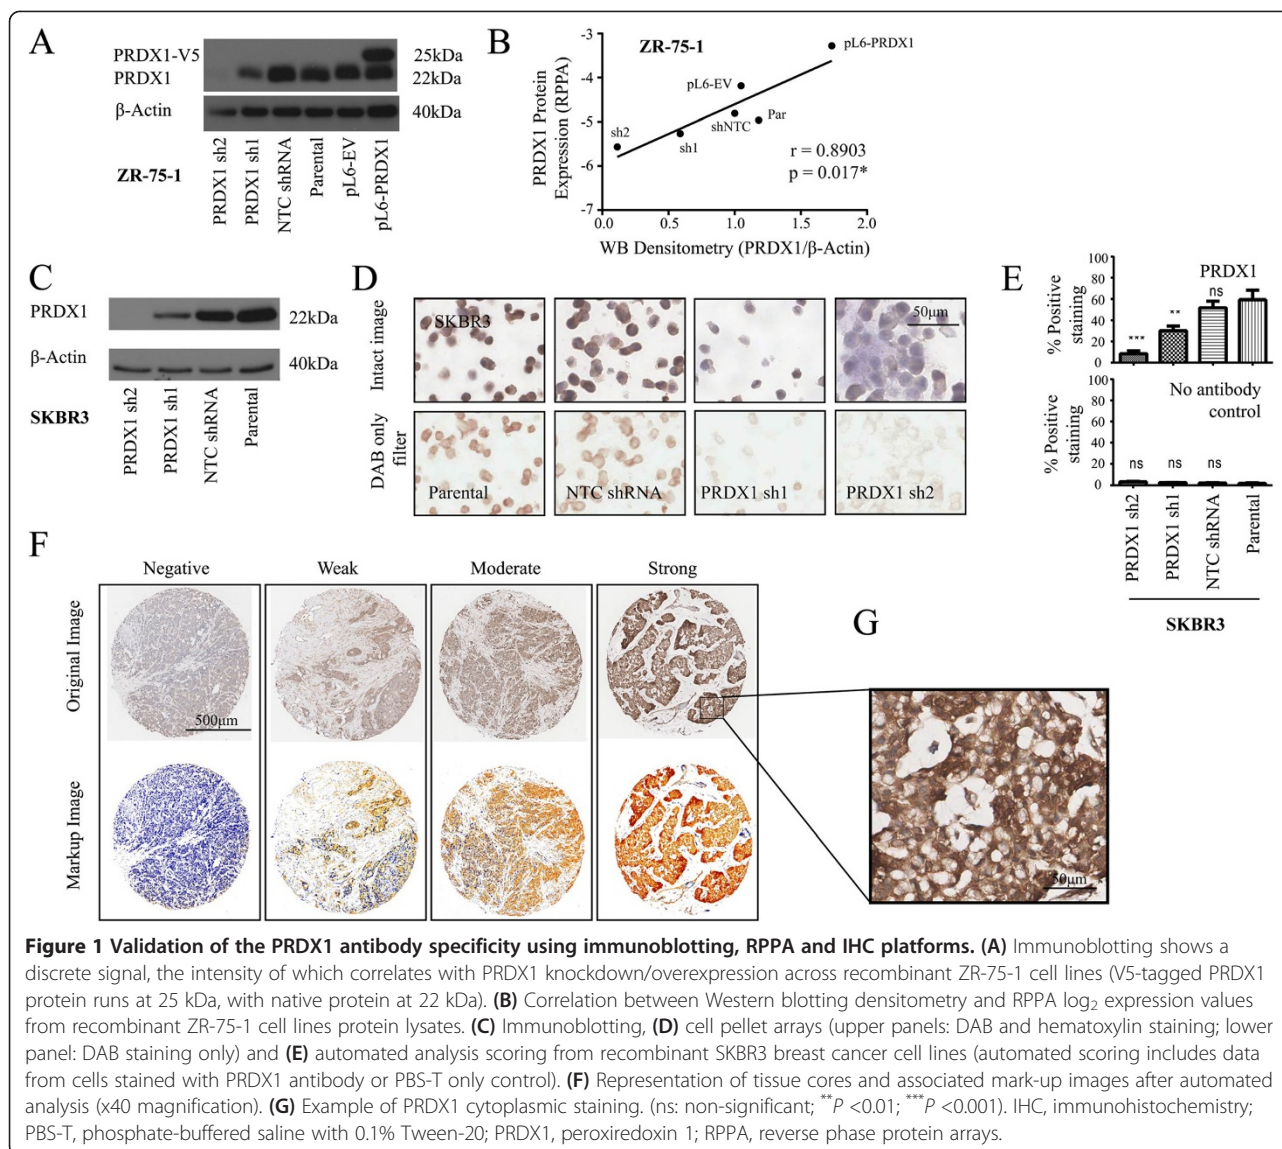 A
PRDX1-V5
PRDX1
β-Actin
25kDa
22kDa
40kDa
ZR-75-1
PRDX1 sh2
PRDX1 sh1
NTC shRNA
Parental
pL6-EV
pL6-PRDX1
B
ZR-75-1
PRDX1 Protein
Expression (RPPA)
-3
-4
-5
-6
-7
pL6-PRDX1
pL6-EV
shNTC
Par
sh2
sh1
r = 0.8903
p = 0.017*
0.0
0.5
1.0
1.5
2.0
WB Densitometry (PRDX1/β-Actin)
C
PRDX1
22kDa
β-Actin
40kDa
SKBR3
PRDX1 sh2
PRDX1 sh1
NTC shRNA
Parental
D
Intact image
SKBR3
50μm
DAB only
filter
Parental
NTC shRNA
PRDX1 sh1
PRDX1 sh2
E
% Positive
staining
100
80
60
40
20
0
PRDX1
***
**
ns
% Positive
staining
100
80
60
40
20
0
No antibody
control
ns
ns
ns
PRDX1 sh2
PRDX1 sh1
NTC shRNA
Parental
SKBR3
F
Negative
Weak
Moderate
Strong
Original Image
500μm
Markup Image
G
50μm
Figure 1 Validation of the PRDX1 antibody specificity using immunoblotting, RPPA and IHC platforms. (A) Immunoblotting shows a
discrete signal, the intensity of which correlates with PRDX1 knockdown/overexpression across recombinant ZR-75-1 cell lines (V5-tagged PRDX1
protein runs at 25 kDa, with native protein at 22 kDa). (B) Correlation between Western blotting densitometry and RPPA log₂ expression values
from recombinant ZR-75-1 cell lines protein lysates. (C) Immunoblotting, (D) cell pellet arrays (upper panels: DAB and hematoxylin staining; lower
panel: DAB staining only) and (E) automated analysis scoring from recombinant SKBR3 breast cancer cell lines (automated scoring includes data
from cells stained with PRDX1 antibody or PBS-T only control). (F) Representation of tissue cores and associated mark-up images after automated
analysis (x40 magnification). (G) Example of PRDX1 cytoplasmic staining. (ns: non-significant; **P <0.01; ***P <0.001). IHC, immunohistochemistry;
PBS-T, phosphate-buffered saline with 0.1% Tween-20; PRDX1, peroxiredoxin 1; RPPA, reverse phase protein arrays.